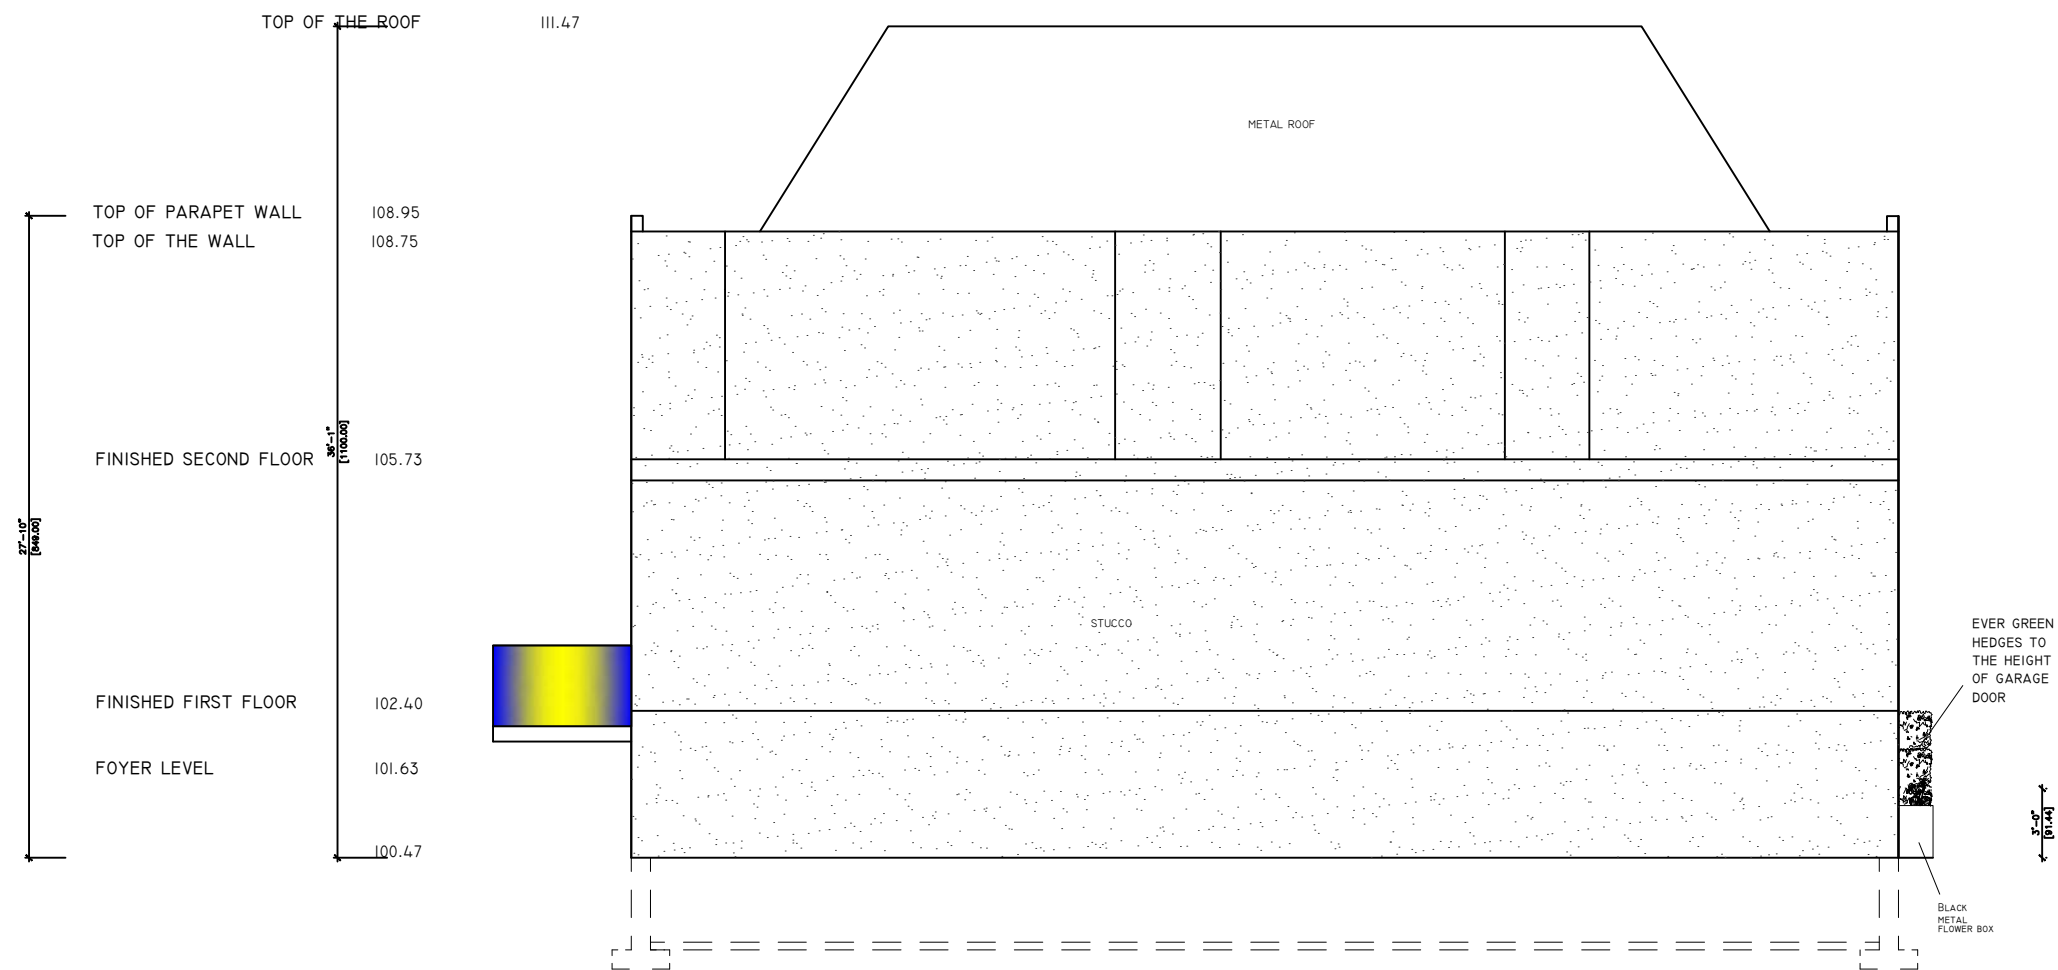 TOP OF THE ROOF 111.47
METAL ROOF
TOP OF PARAPET WALL 108.95
TOP OF THE WALL 108.75
36'-1"
[1100.00]
FINISHED SECOND FLOOR 105.73
27'-10"
[849.00]
STUCCO
EVER GREEN
HEDGES TO
THE HEIGHT
OF GARAGE
DOOR
FINISHED FIRST FLOOR 102.40
FOYER LEVEL 101.63
3'-0"
[91.44]
100.47
BLACK
METAL
FLOWER BOX